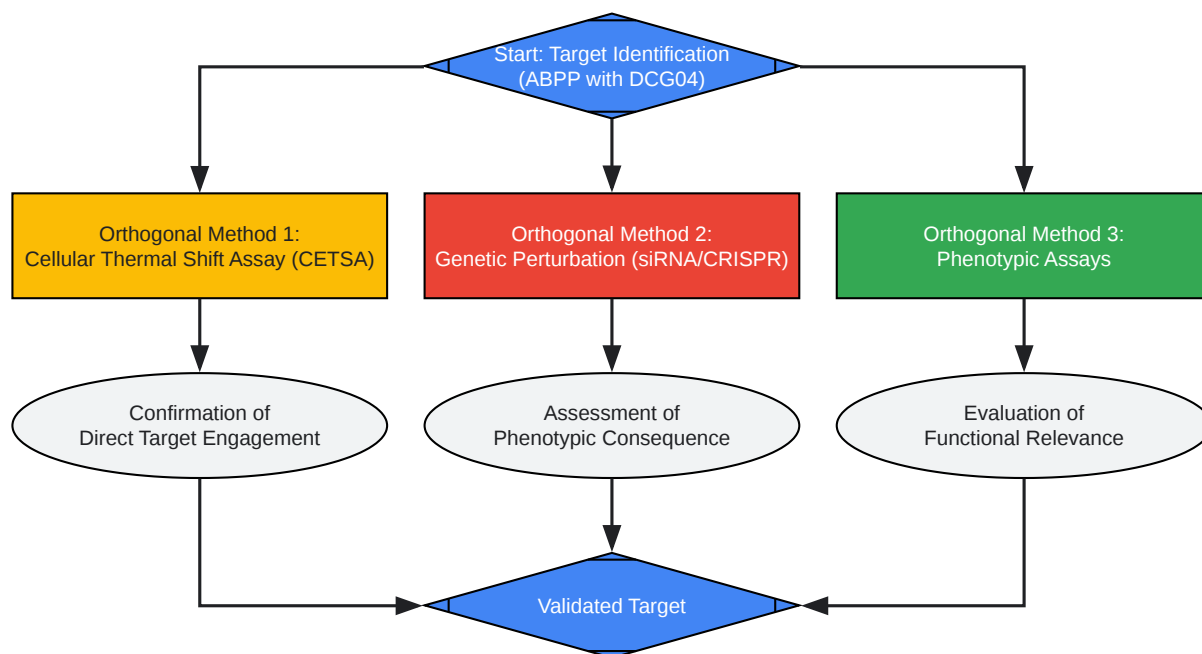 Start: Target Identification
(ABPP with DCG04)
Orthogonal Method 1:
Cellular Thermal Shift Assay (CETSA)
Orthogonal Method 2:
Genetic Perturbation (siRNA/CRISPR)
Orthogonal Method 3:
Phenotypic Assays
Confirmation of
Direct Target Engagement
Assessment of
Phenotypic Consequence
Evaluation of
Functional Relevance
Validated Target